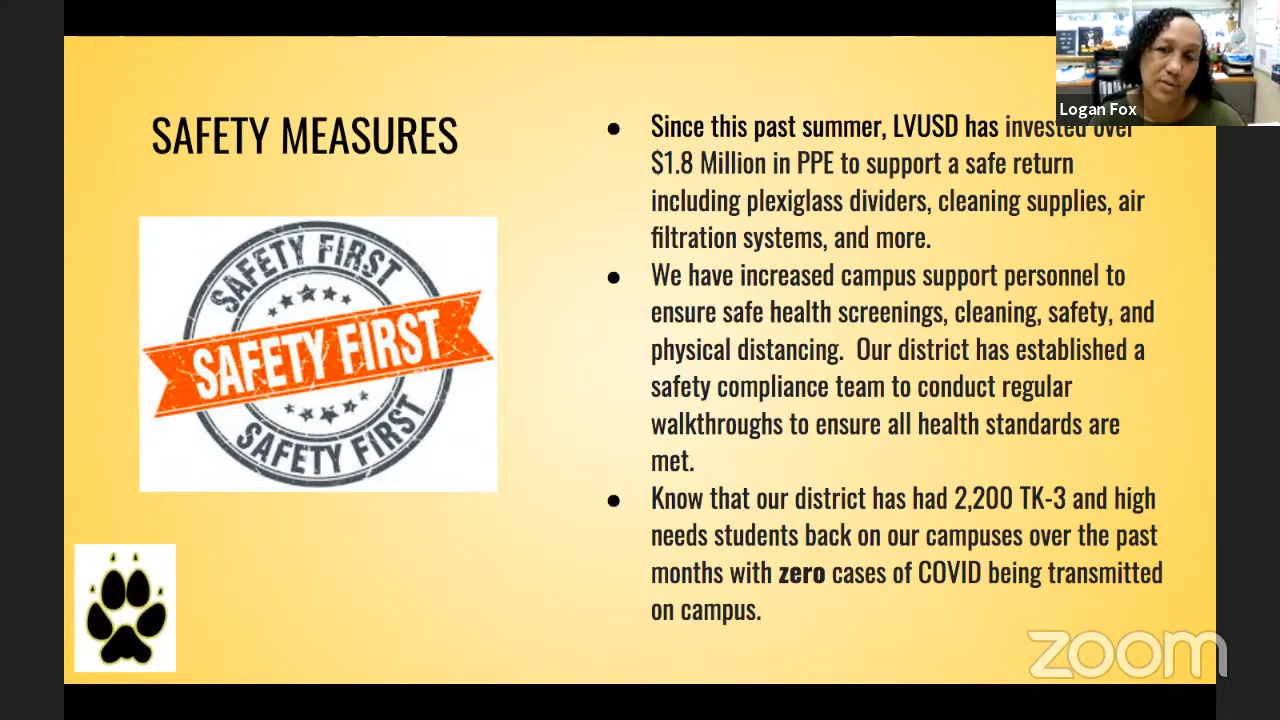 Logan Fox
SAFETY MEASURES
SAFETY FIRST
SAFETY FIRST
SAFETY FIRST
● Since this past summer, LVUSD has invested over
$1.8 Million in PPE to support a safe return
including plexiglass dividers, cleaning supplies, air
filtration systems, and more.
● We have increased campus support personnel to
ensure safe health screenings, cleaning, safety, and
physical distancing.  Our district has established a
safety compliance team to conduct regular
walkthroughs to ensure all health standards are
met.
● Know that our district has had 2,200 TK-3 and high
needs students back on our campuses over the past
months with zero cases of COVID being transmitted
on campus.
zoom